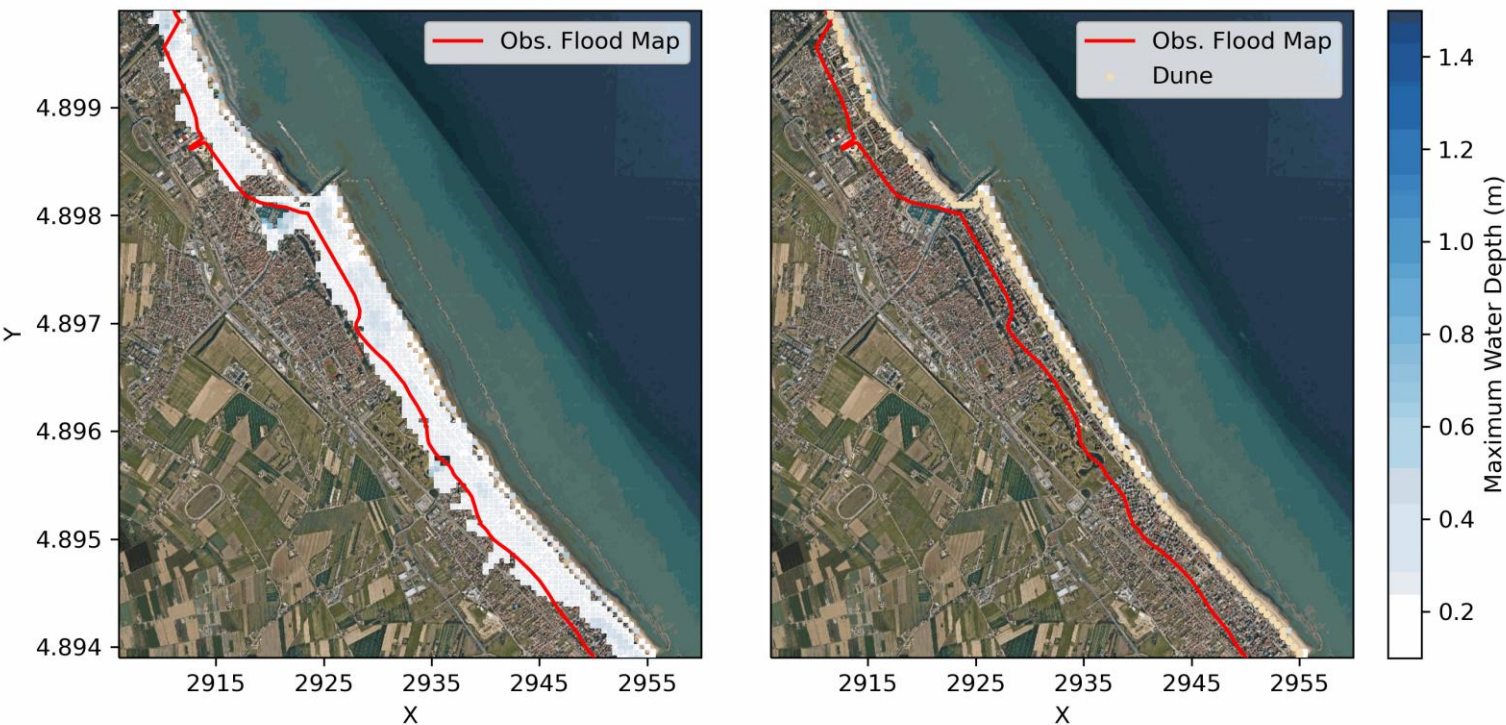 Obs. Flood Map
4.899
4.898
4.897
4.896
4.895
4.894
Y
2915 2925 2935 2945 2955
X
Obs. Flood Map
Dune
2915 2925 2935 2945 2955
X
1.4
1.2
1.0
0.8
0.6
0.4
0.2
Maximum Water Depth (m)